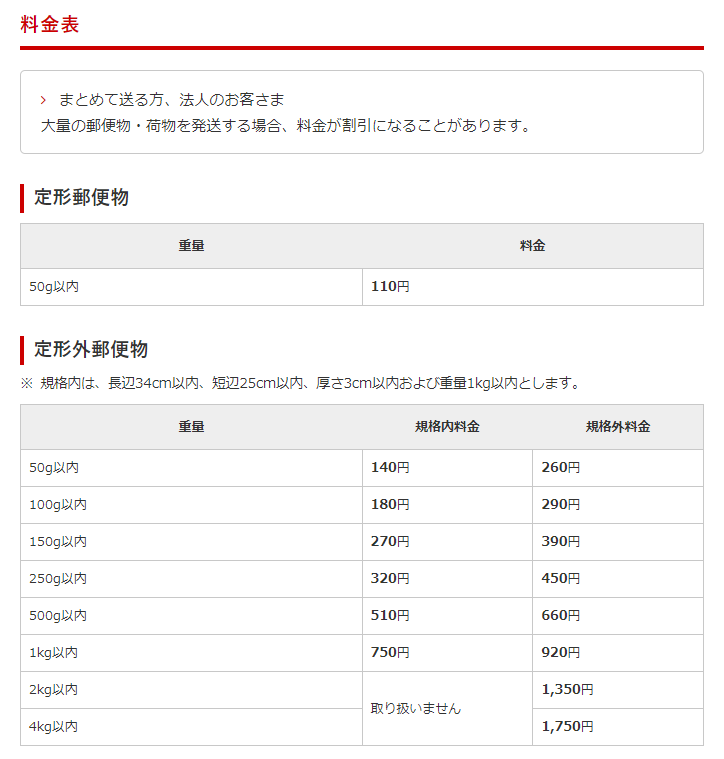 料金表
まとめて送る方、法人のお客さま
大量の郵便物・荷物を発送する場合、料金が割引になることがあります。
定形郵便物
重量 料金
50g以内 110円
定形外郵便物
※ 規格内は、長辺34cm以内、短辺25cm以内、厚さ3cm以内および重量1kg以内とします。
重量 規格内料金 規格外料金
50g以内 140円 260円
100g以内 180円 290円
150g以内 270円 390円
250g以内 320円 450円
500g以内 510円 660円
1kg以内 750円 920円
2kg以内 取り扱いません 1,350円
4kg以内 1,750円